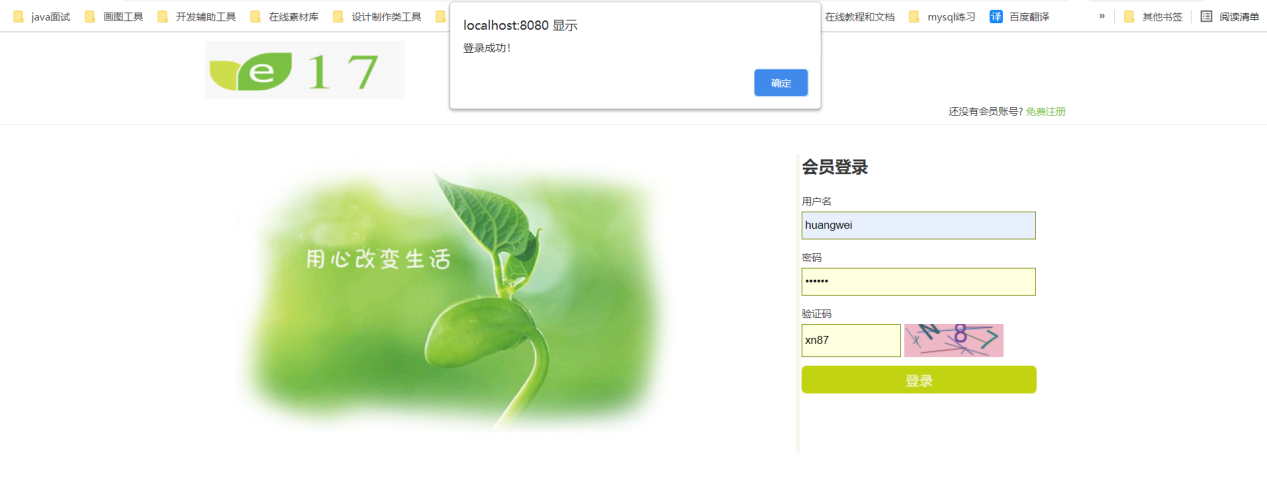 java面试 画图工具 开发辅助工具 在线素材库 设计制作类工具 在线教程和文档 mysql练习 译 百度翻译 » 其他书签 阅读清单
localhost:8080 显示
登录成功!
确定
e 17
还没有会员账号? 免费注册
会员登录
用户名
huangwei
用心改变生活
密码
••••••
验证码
xn87 XN87
登录